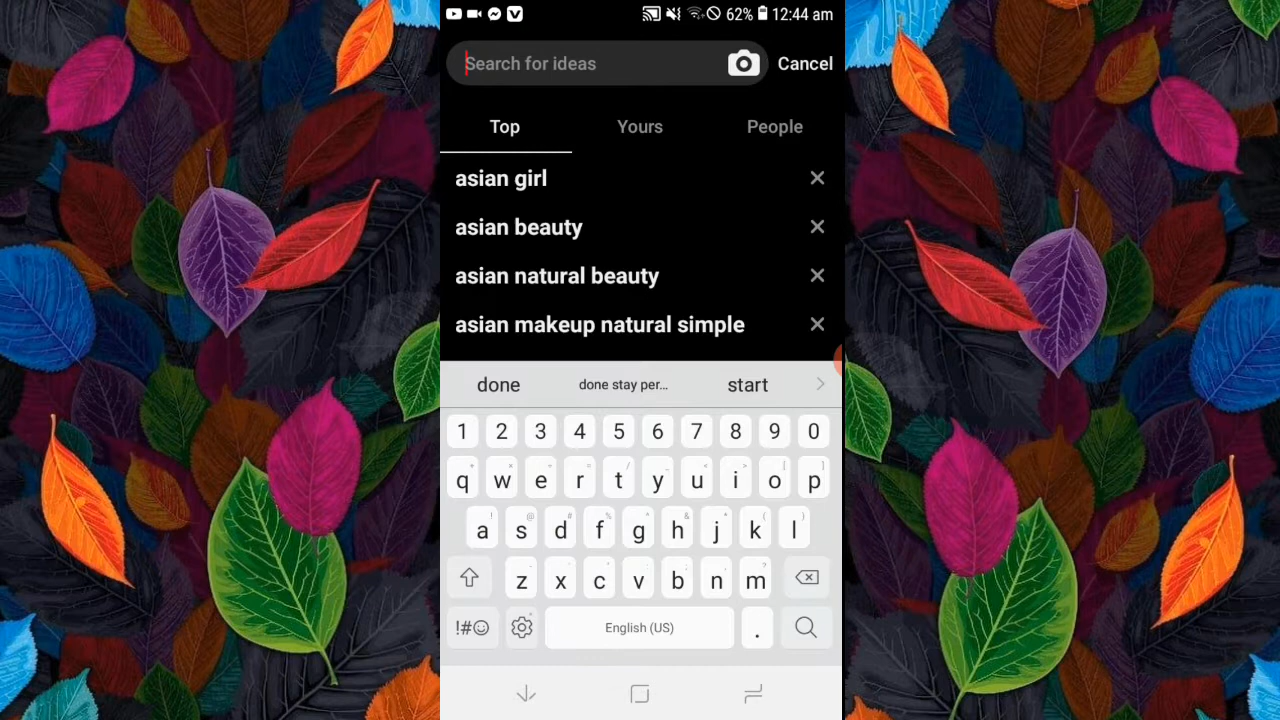 62% 12:44 am
Search for ideas Cancel
Top Yours People
asian girl
asian beauty
asian natural beauty
asian makeup natural simple
done done stay per... start
1 2 3 4 5 6 7 8 9 0
q w e r t y u i o p
a s d f g h j k l
z x c v b n m
!#☺ English (US) .